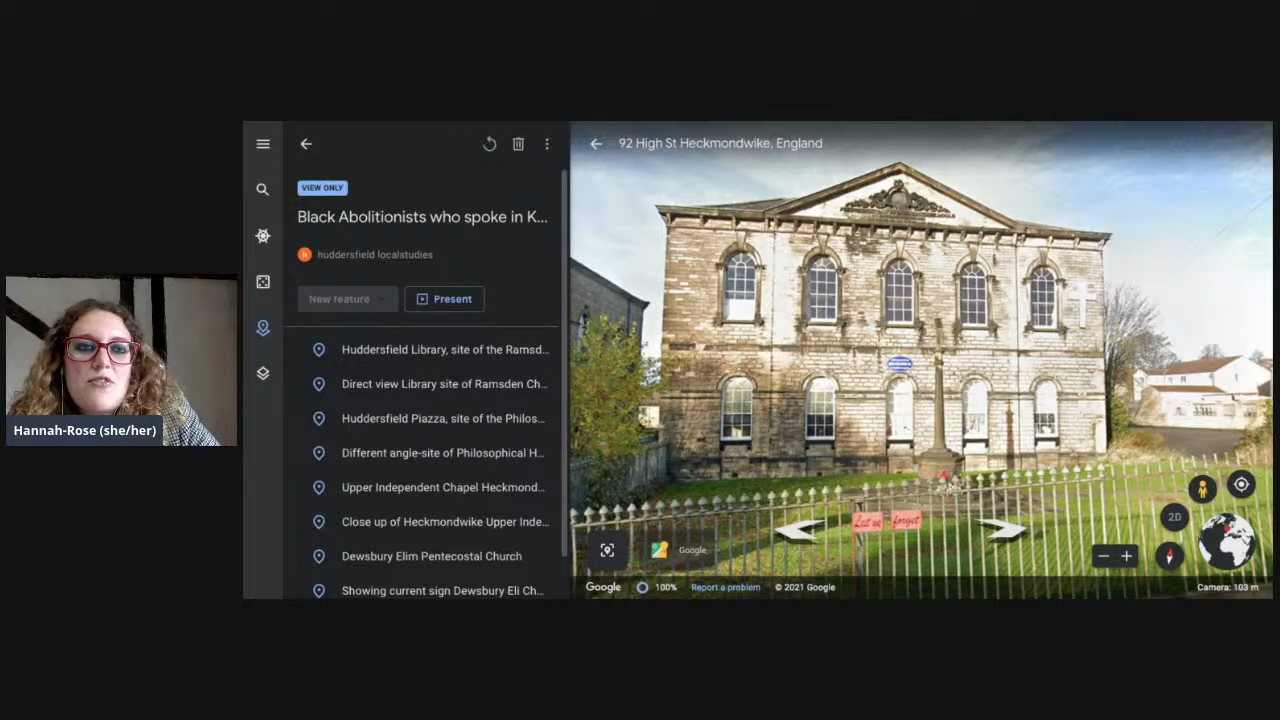 Hannah-Rose (she/her)
VIEW ONLY
Black Abolitionists who spoke in K...
h
huddersfield localstudies
New feature
Present
Huddersfield Library, site of the Ramsd...
Direct view Library site of Ramsden Ch...
Huddersfield Piazza, site of the Philos...
Different angle-site of Philosophical H...
Upper Independent Chapel Heckmond...
Close up of Heckmondwike Upper Inde...
Dewsbury Elim Pentecostal Church
Showing current sign Dewsbury Eli Ch...
92 High St Heckmondwike, England
Lest we forget
2D
Google
Google
100%
Report a problem
© 2021 Google
Camera: 103 m